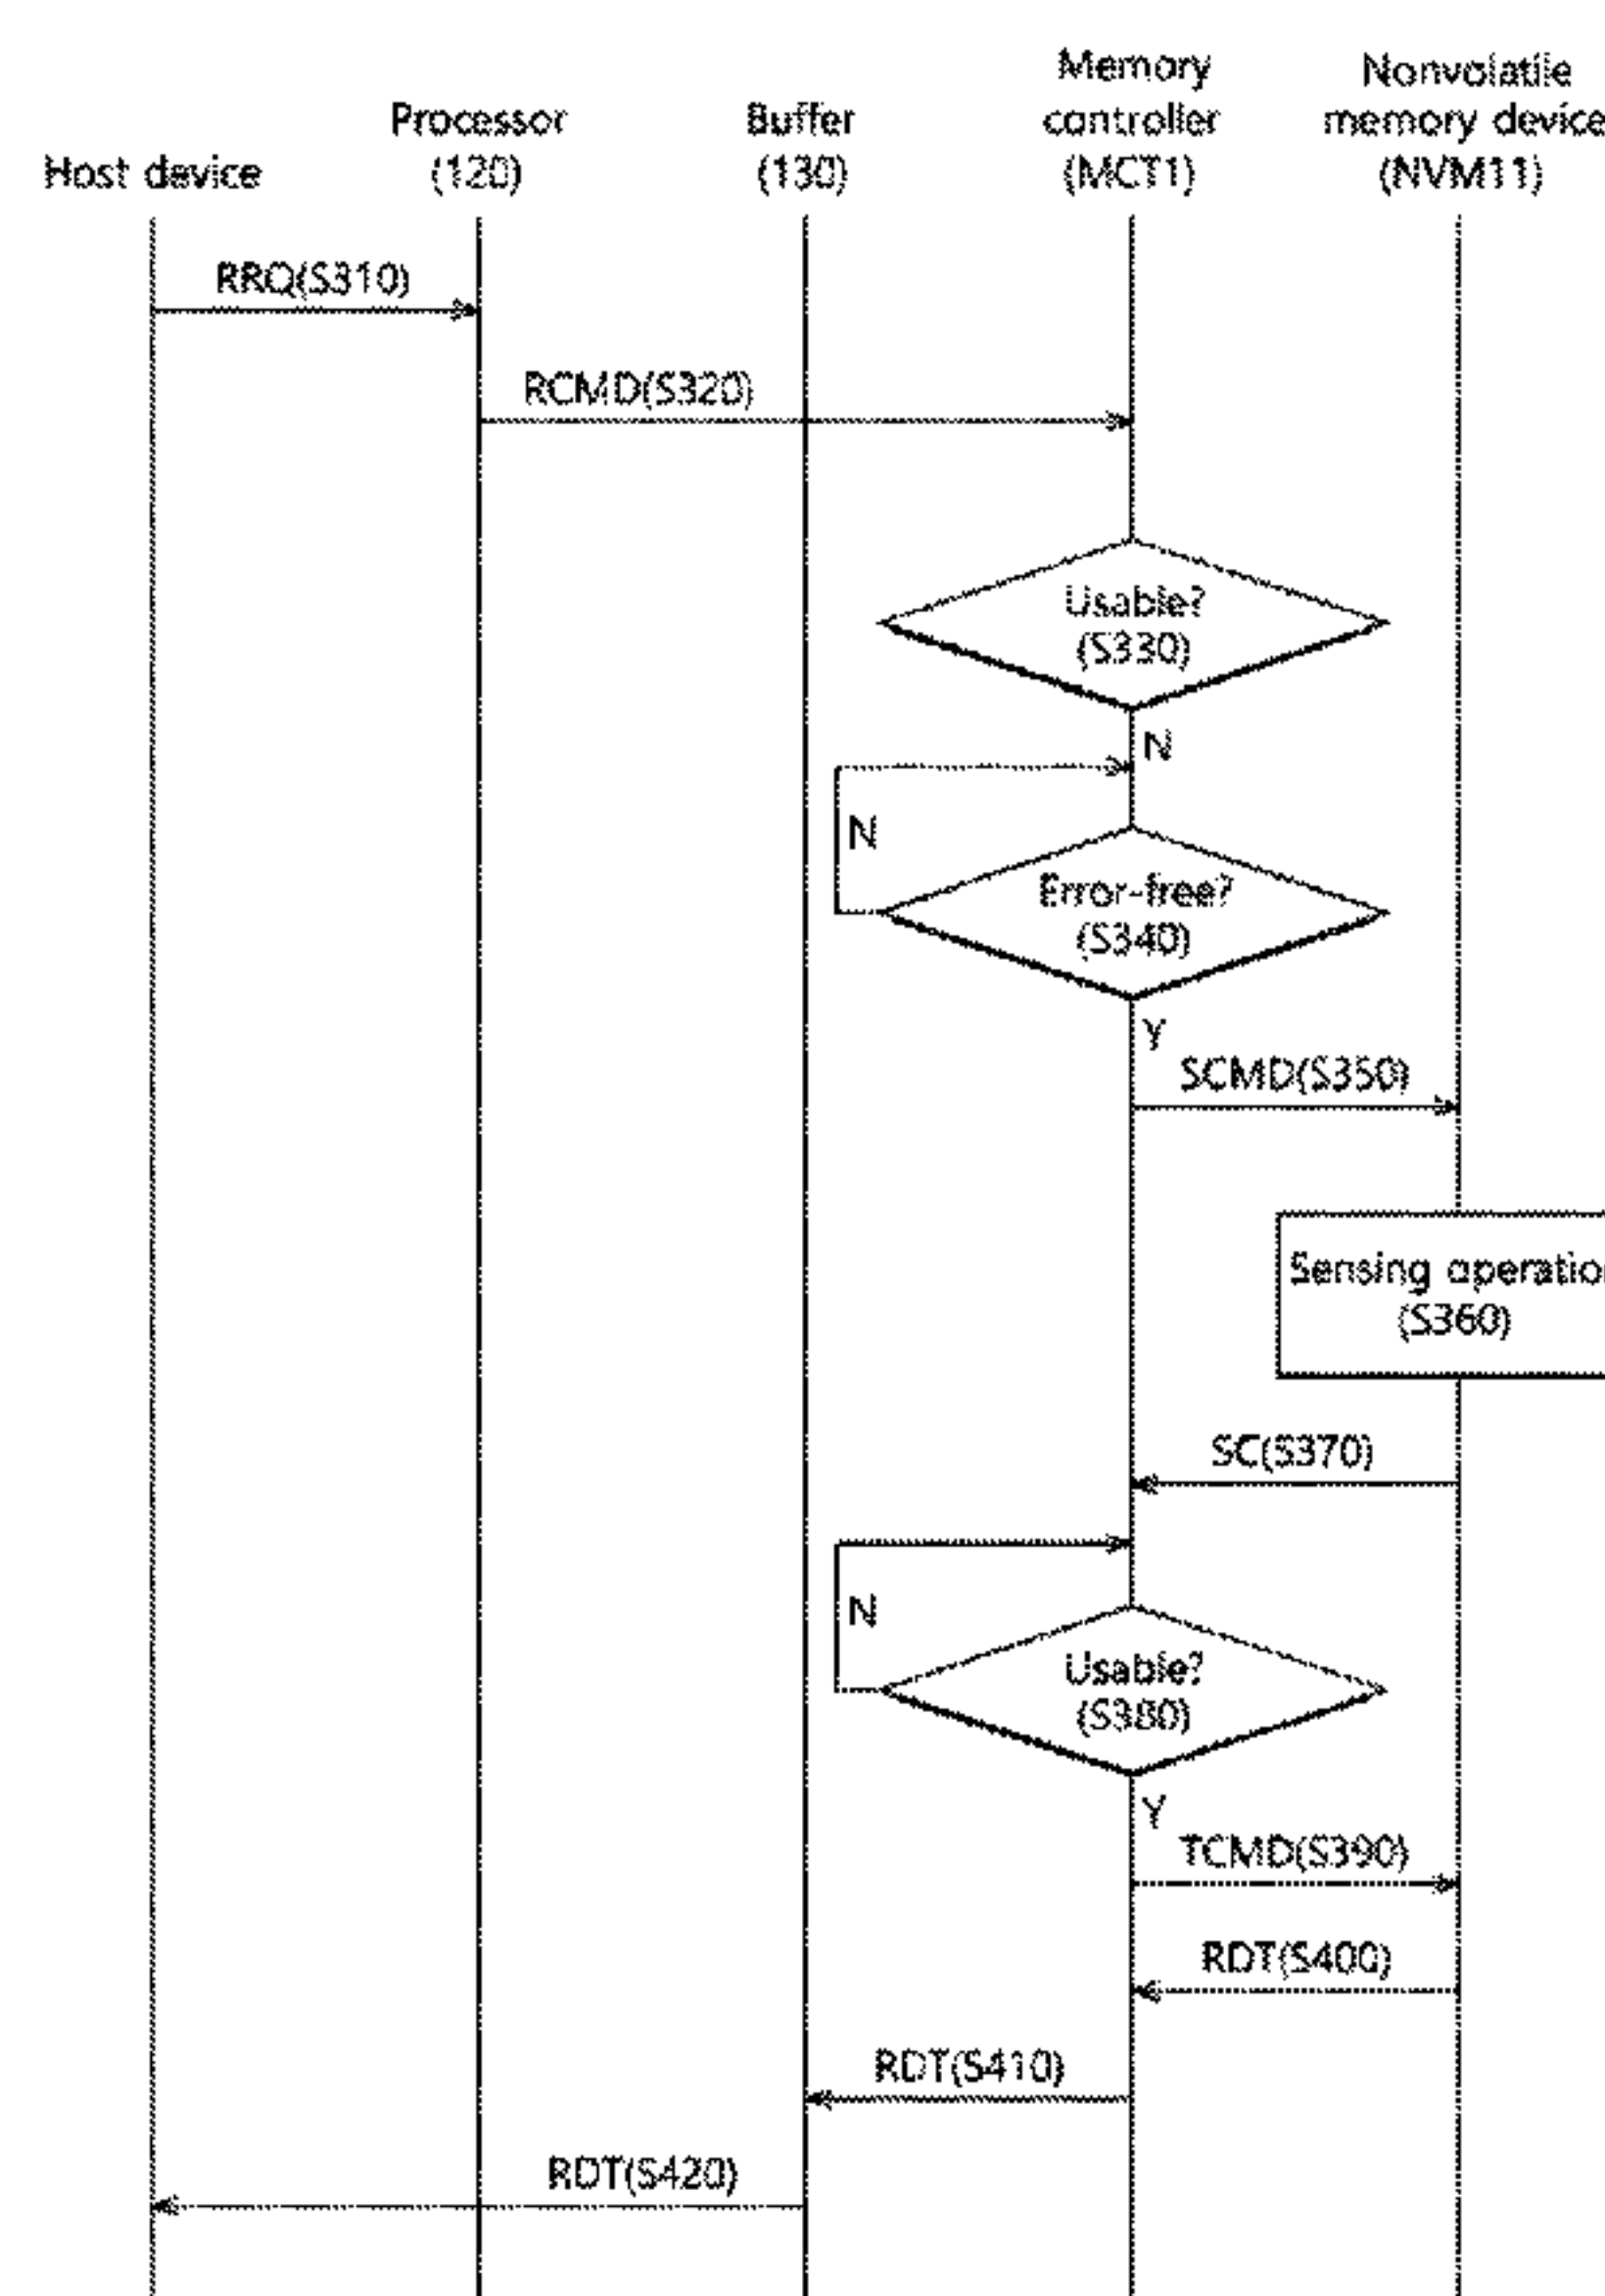 Host device
Processor
(120)
Buffer
(130)
Memory
controller
(MCT1)
Nonvolatile
memory device
(NVM11)
RRQ(S310)
RCMD(S320)
Usable?
(S330)
N
N
Error-free?
(S340)
Y
SCMD(S350)
Sensing operation
(S360)
SC(S370)
N
Usable?
(S380)
Y
TCMD(S390)
RDT(S400)
RDT(S410)
RDT(S420)